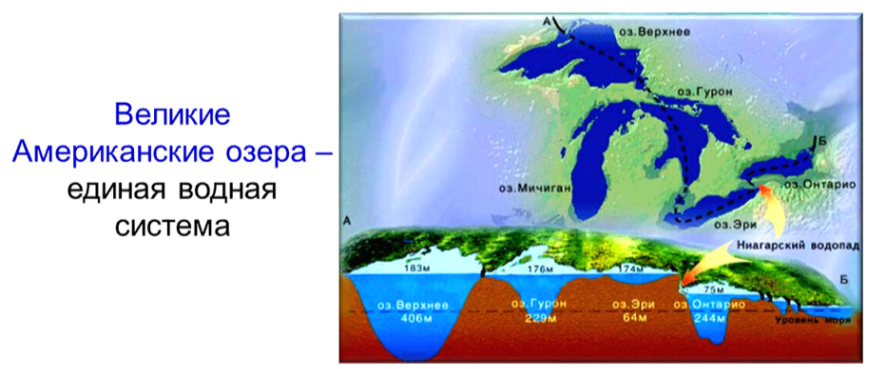 Великие
Американские озера –
единая водная
система
А
оз.Верхнее
оз.Гурон
Б
оз.Мичиган
оз.Онтарио
оз.Эри
А
Ниагарский водопад
Б
183м
176м
174м
75м
оз.Верхнее
406м
оз.Гурон
229м
оз.Эри
64м
оз.Онтарио
244м
Уровень моря